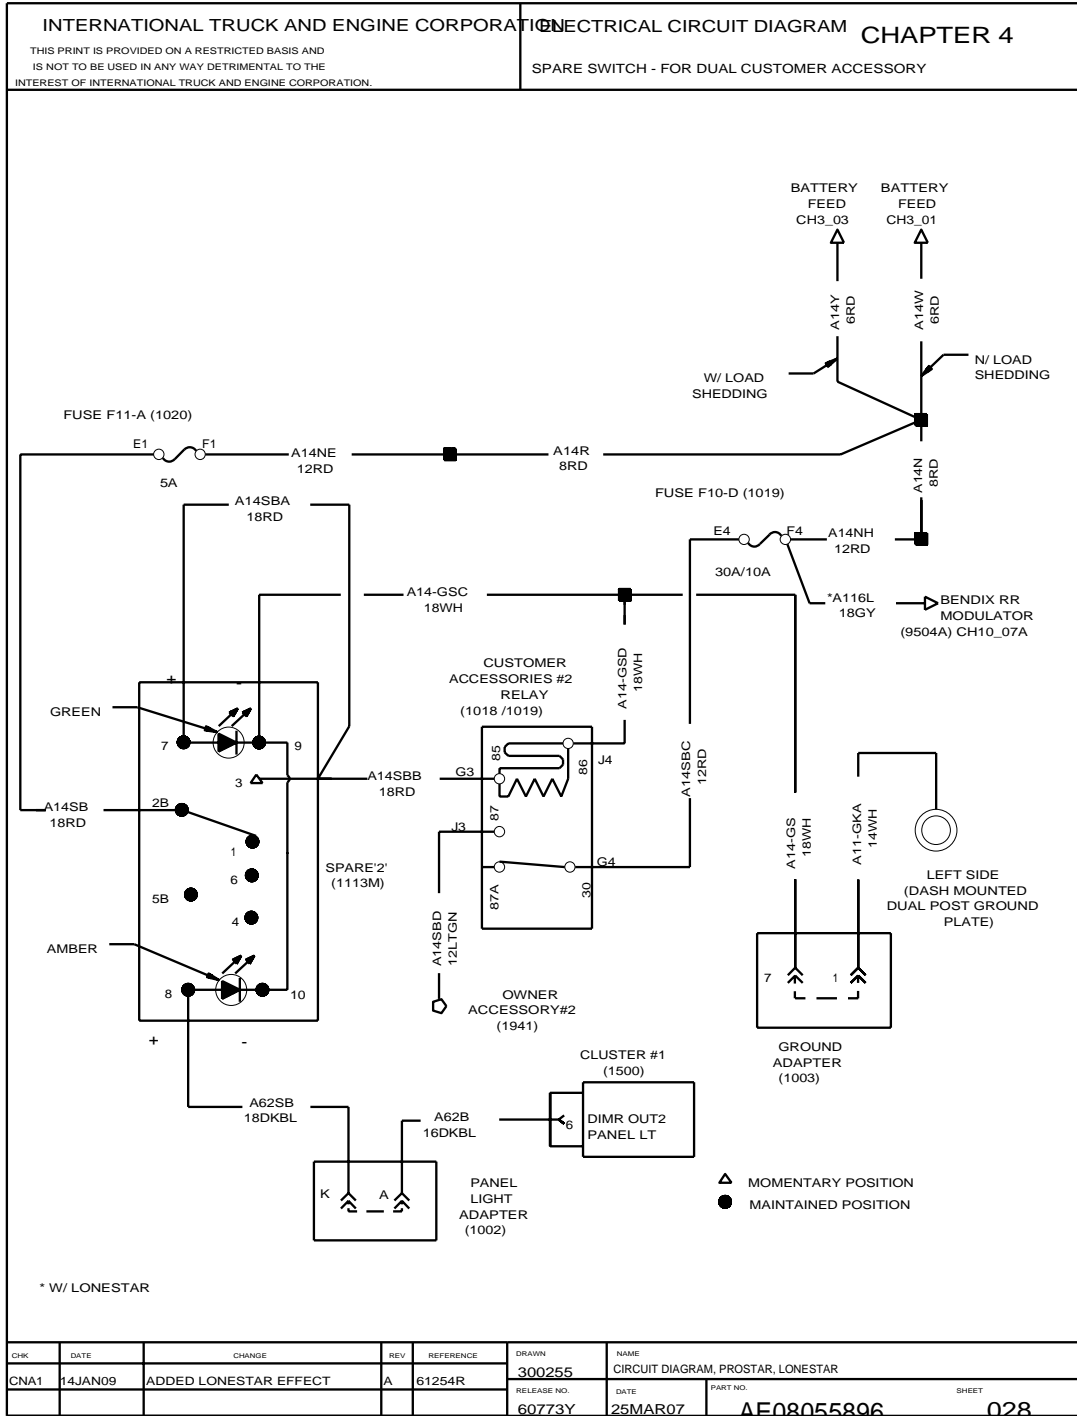 INTERNATIONAL TRUCK AND ENGINE CORPORATION
THIS PRINT IS PROVIDED ON A RESTRICTED BASIS AND
IS NOT TO BE USED IN ANY WAY DETRIMENTAL TO THE
INTEREST OF INTERNATIONAL TRUCK AND ENGINE CORPORATION.
ELECTRICAL CIRCUIT DIAGRAM
CHAPTER 4
SPARE SWITCH - FOR DUAL CUSTOMER ACCESSORY
BATTERY
FEED
CH3_03
BATTERY
FEED
CH3_01
A14Y
6RD
A14W
6RD
W/ LOAD
SHEDDING
N/ LOAD
SHEDDING
FUSE F11-A (1020)
E1
F1
5A
A14NE
12RD
A14R
8RD
A14N
8RD
A14SBA
18RD
FUSE F10-D (1019)
E4
F4
30A/10A
A14NH
12RD
*A116L
18GY
BENDIX RR
MODULATOR
(9504A) CH10_07A
A14-GSC
18WH
A14-GSD
18WH
CUSTOMER
ACCESSORIES #2
RELAY
(1018 /1019)
+
-
GREEN
7
9
3
A14SBB
18RD
G3
85
86
J4
A14SBC
12RD
A14SB
18RD
2B
1
6
5B
4
SPARE'2'
(1113M)
J3
87
87A
30
G4
A14-GS
18WH
A11-GKA
14WH
LEFT SIDE
(DASH MOUNTED
DUAL POST GROUND
PLATE)
AMBER
8
10
+
-
A14SBD
12LTGN
OWNER
ACCESSORY#2
(1941)
7
1
GROUND
ADAPTER
(1003)
CLUSTER #1
(1500)
A62SB
18DKBL
A62B
16DKBL
6
DIMR OUT2
PANEL LT
K
A
PANEL
LIGHT
ADAPTER
(1002)
MOMENTARY POSITION
MAINTAINED POSITION
* W/ LONESTAR
CHK
DATE
CHANGE
REV
REFERENCE
DRAWN
NAME
CNA1
14JAN09
ADDED LONESTAR EFFECT
A
61254R
300255
CIRCUIT DIAGRAM, PROSTAR, LONESTAR
RELEASE NO.
DATE
PART NO.
SHEET
60773Y
25MAR07
AE08055896
028